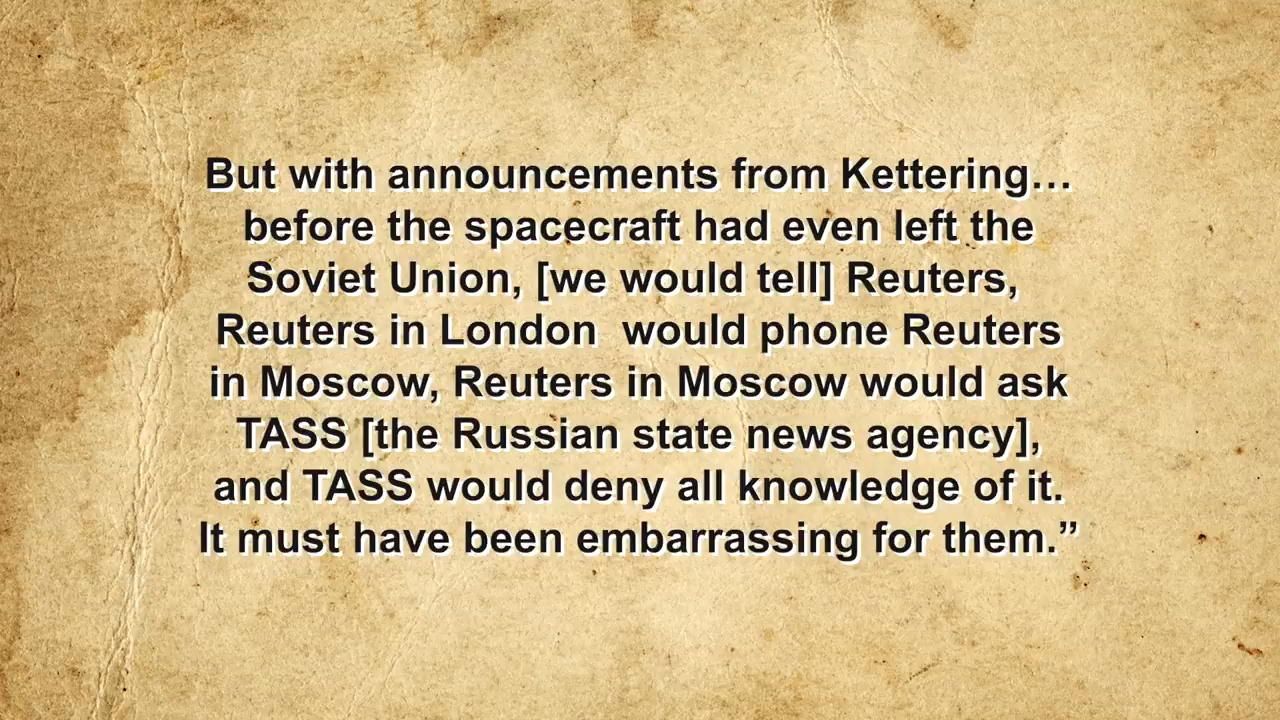 But with announcements from Kettering…
before the spacecraft had even left the
Soviet Union, [we would tell] Reuters,
Reuters in London  would phone Reuters
in Moscow, Reuters in Moscow would ask
TASS [the Russian state news agency],
and TASS would deny all knowledge of it.
It must have been embarrassing for them.”